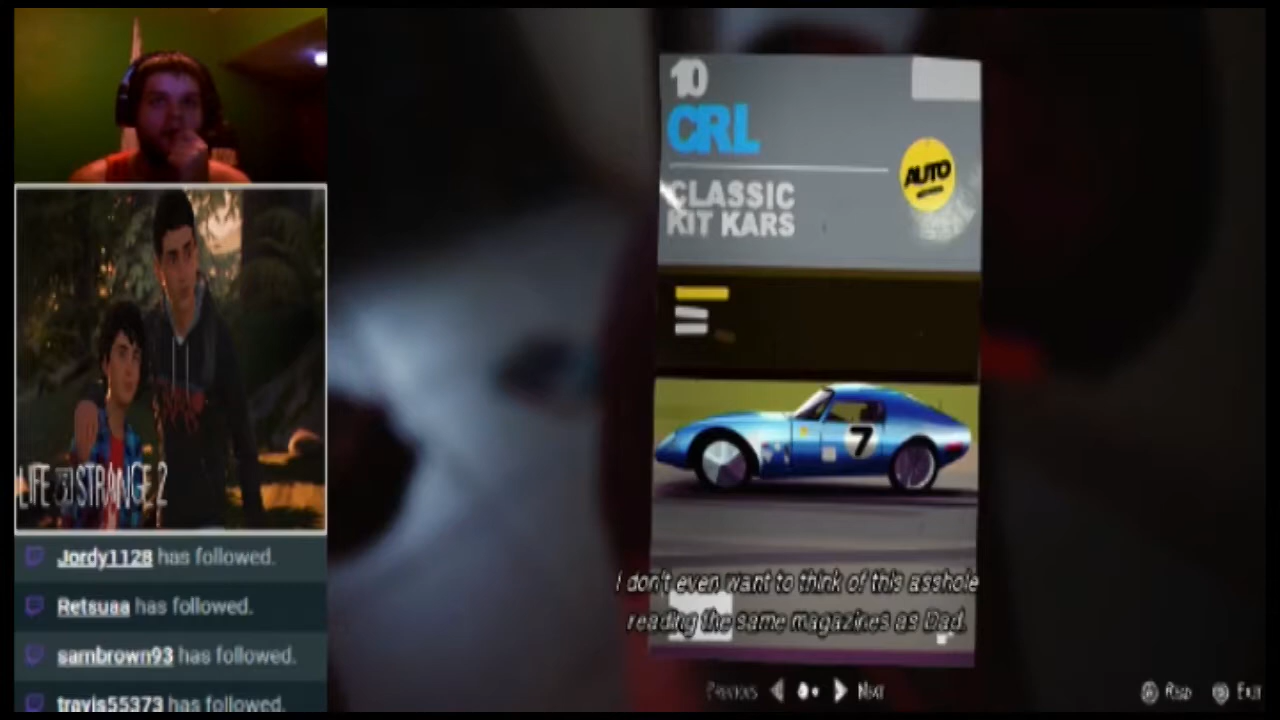 10
CRL
CLASSIC
KIT KARS
AUTO
7
LIFE IS STRANGE 2
Jordy1128 has followed.
Retsuaa has followed.
sambrown93 has followed.
travis55373 has followed.
I don't even want to think of this asshole
reading the same magazines as Dad.
Previous
Next
Read
Exit